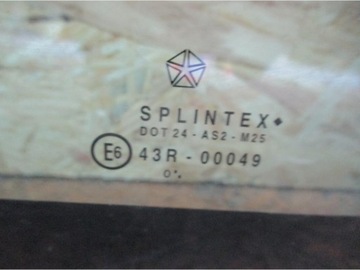 SPLINTEX
DOT 24 - AS2 - M25
E6 43R - 00049